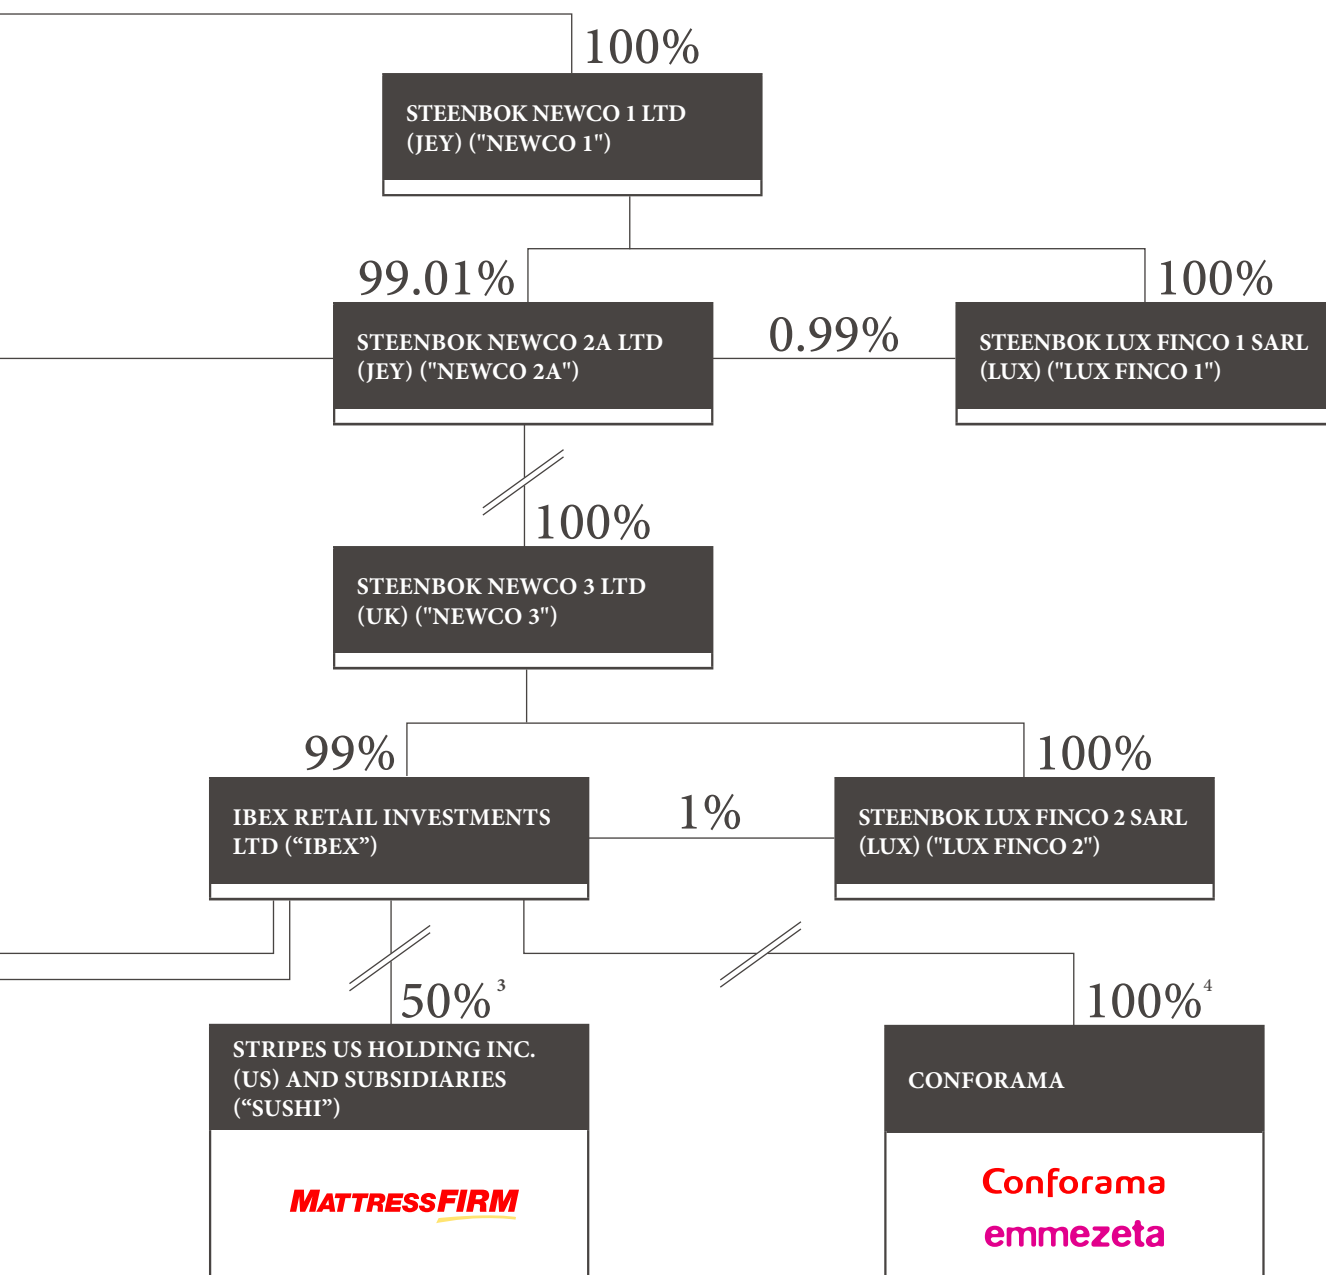 100%
STEENBOK NEWCO 1 LTD
(JEY) ("NEWCO 1")
99.01%
100%
STEENBOK NEWCO 2A LTD
(JEY) ("NEWCO 2A")
0.99%
STEENBOK LUX FINCO 1 SARL
(LUX) ("LUX FINCO 1")
100%
STEENBOK NEWCO 3 LTD
(UK) ("NEWCO 3")
99%
100%
IBEX RETAIL INVESTMENTS
LTD (“IBEX”)
1%
STEENBOK LUX FINCO 2 SARL
(LUX) ("LUX FINCO 2")
50%³
100%⁴
STRIPES US HOLDING INC.
(US) AND SUBSIDIARIES
(“SUSHI”)
CONFORAMA
MATTRESSFIRM
Conforama
emmezeta